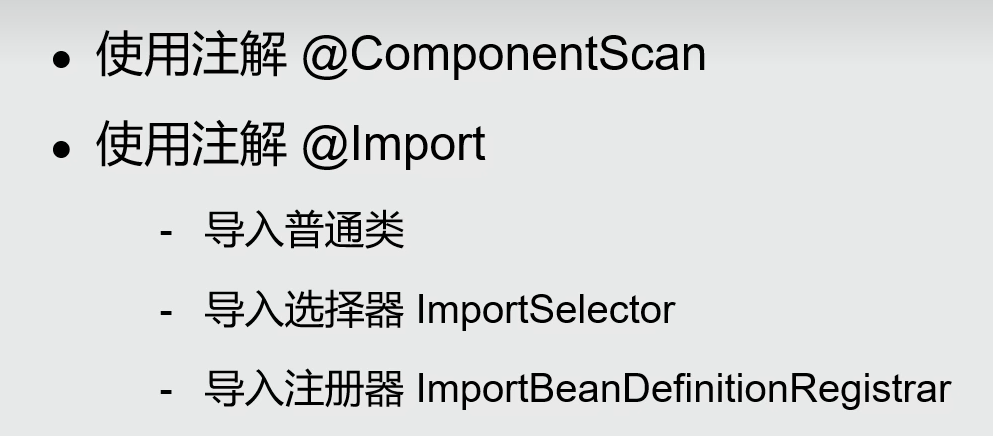 • 使用注解 @ComponentScan
• 使用注解 @Import
- 导入普通类
- 导入选择器 ImportSelector
- 导入注册器 ImportBeanDefinitionRegistrar